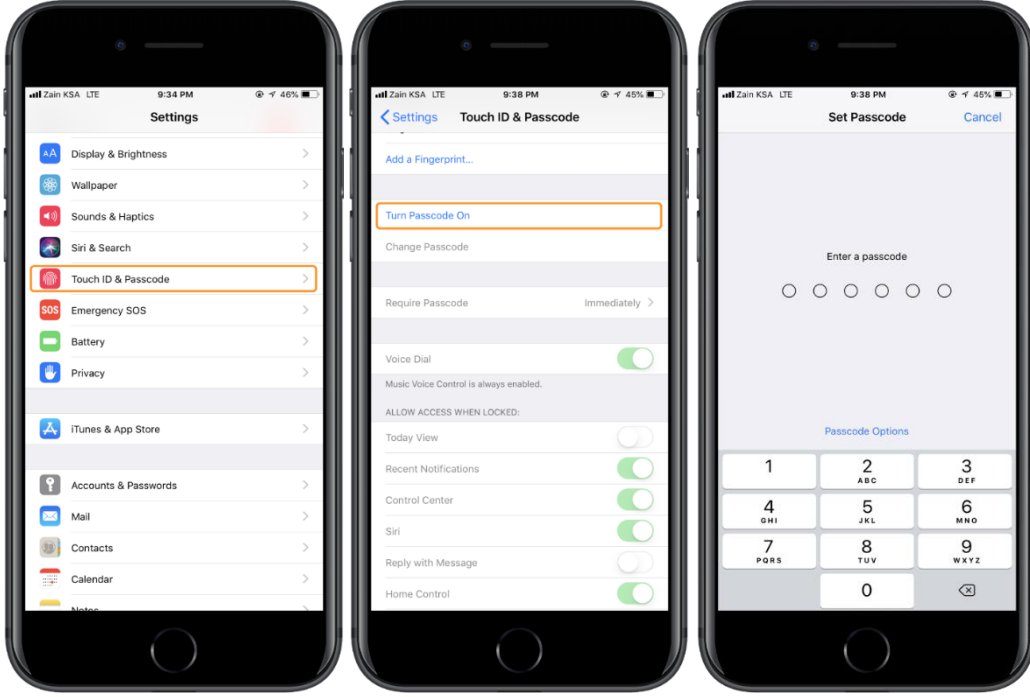 Zain KSA LTE 9:34 PM 46%
Settings
Display & Brightness
Wallpaper
Sounds & Haptics
Siri & Search
Touch ID & Passcode
SOS Emergency SOS
Battery
Privacy
iTunes & App Store
Accounts & Passwords
Mail
Contacts
Calendar
Notes
Zain KSA LTE 9:38 PM 45%
Settings Touch ID & Passcode
Add a Fingerprint...
Turn Passcode On
Change Passcode
Require Passcode Immediately
Voice Dial
Music Voice Control is always enabled.
ALLOW ACCESS WHEN LOCKED:
Today View
Recent Notifications
Control Center
Siri
Reply with Message
Home Control
Zain KSA LTE 9:38 PM 45%
Set Passcode Cancel
Enter a passcode
Passcode Options
1 2 3
ABC DEF
4 5 6
GHI JKL MNO
7 8 9
PQRS TUV WXYZ
0